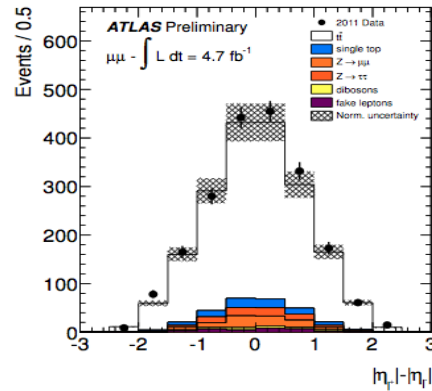 Events / 0.5
600
500
400
300
200
100
0
ATLAS Preliminary
μμ - ∫ L dt = 4.7 fb⁻¹
2011 Data
tt̄
single top
Z → μμ
Z → ττ
dibosons
fake leptons
Norm. uncertainty
-3 -2 -1 0 1 2 3